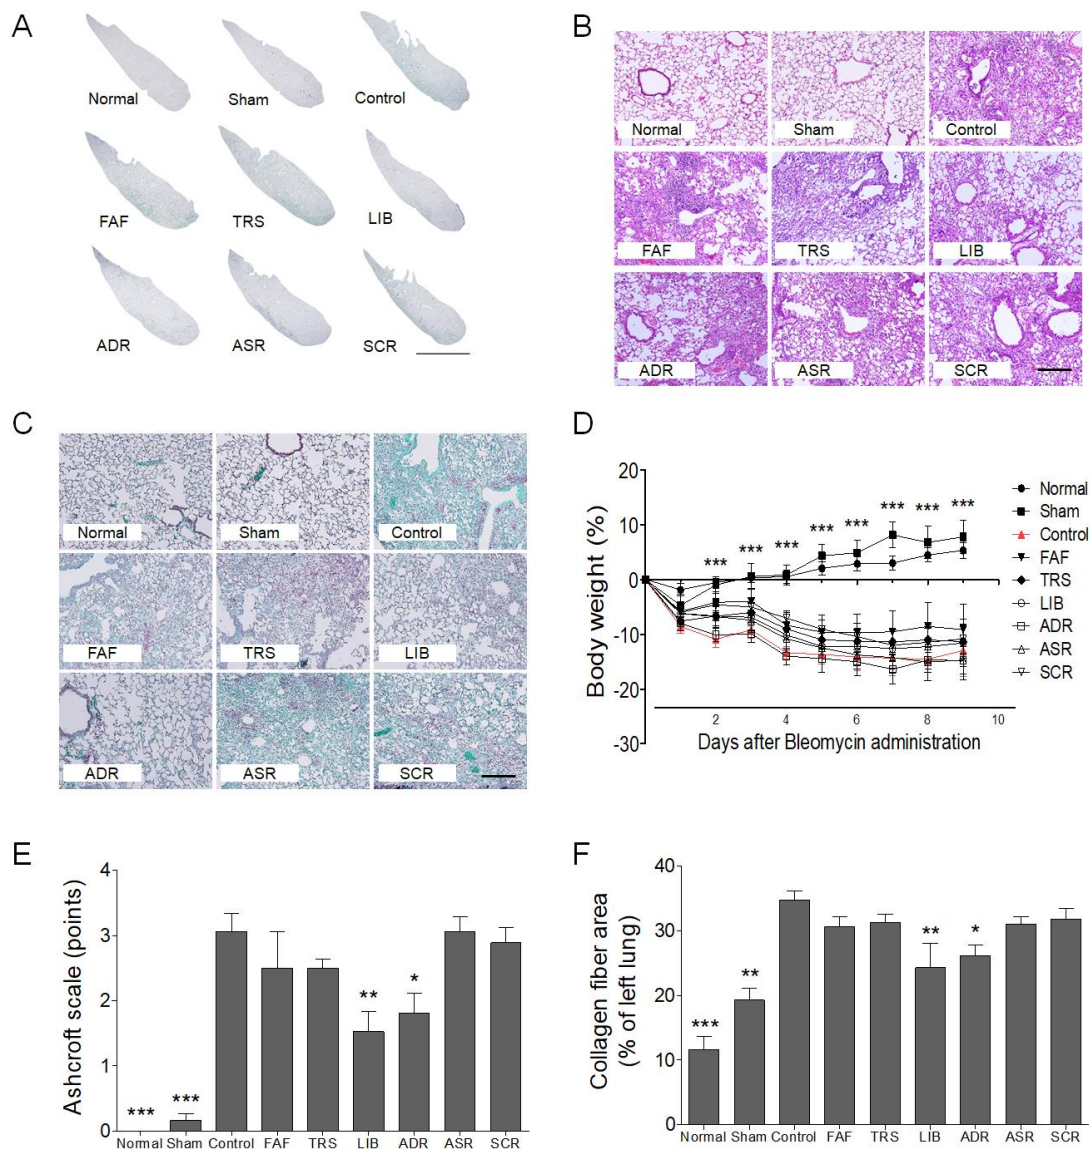 A
Normal
Sham
Control
FAF
TRS
LIB
ADR
ASR
SCR
B
Normal
Sham
Control
FAF
TRS
LIB
ADR
ASR
SCR
C
Normal
Sham
Control
FAF
TRS
LIB
ADR
ASR
SCR
D
Body weight (%)
20
10
0
-10
-20
-30
*** *** *** *** *** *** *** ***
2 4 6 8 10
Days after Bleomycin administration
Normal
Sham
Control
FAF
TRS
LIB
ADR
ASR
SCR
E
Ashcroft scale (points)
4
3
2
1
0
*** *** ** *
Normal Sham Control FAF TRS LIB ADR ASR SCR
F
Collagen fiber area
(% of left lung)
40
30
20
10
0
*** ** ** *
Normal Sham Control FAF TRS LIB ADR ASR SCR